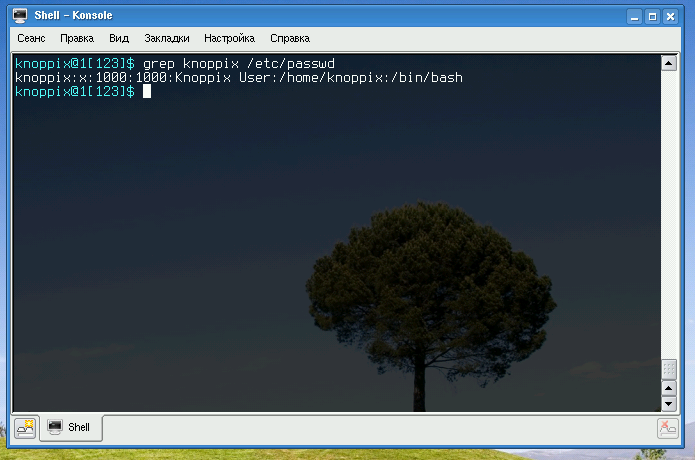 Shell – Konsole
Сеанс Правка Вид Закладки Настройка Справка
knoppix@1[123]$ grep knoppix /etc/passwd
knoppix:x:1000:1000:Knoppix User:/home/knoppix:/bin/bash
knoppix@1[123]$
Shell